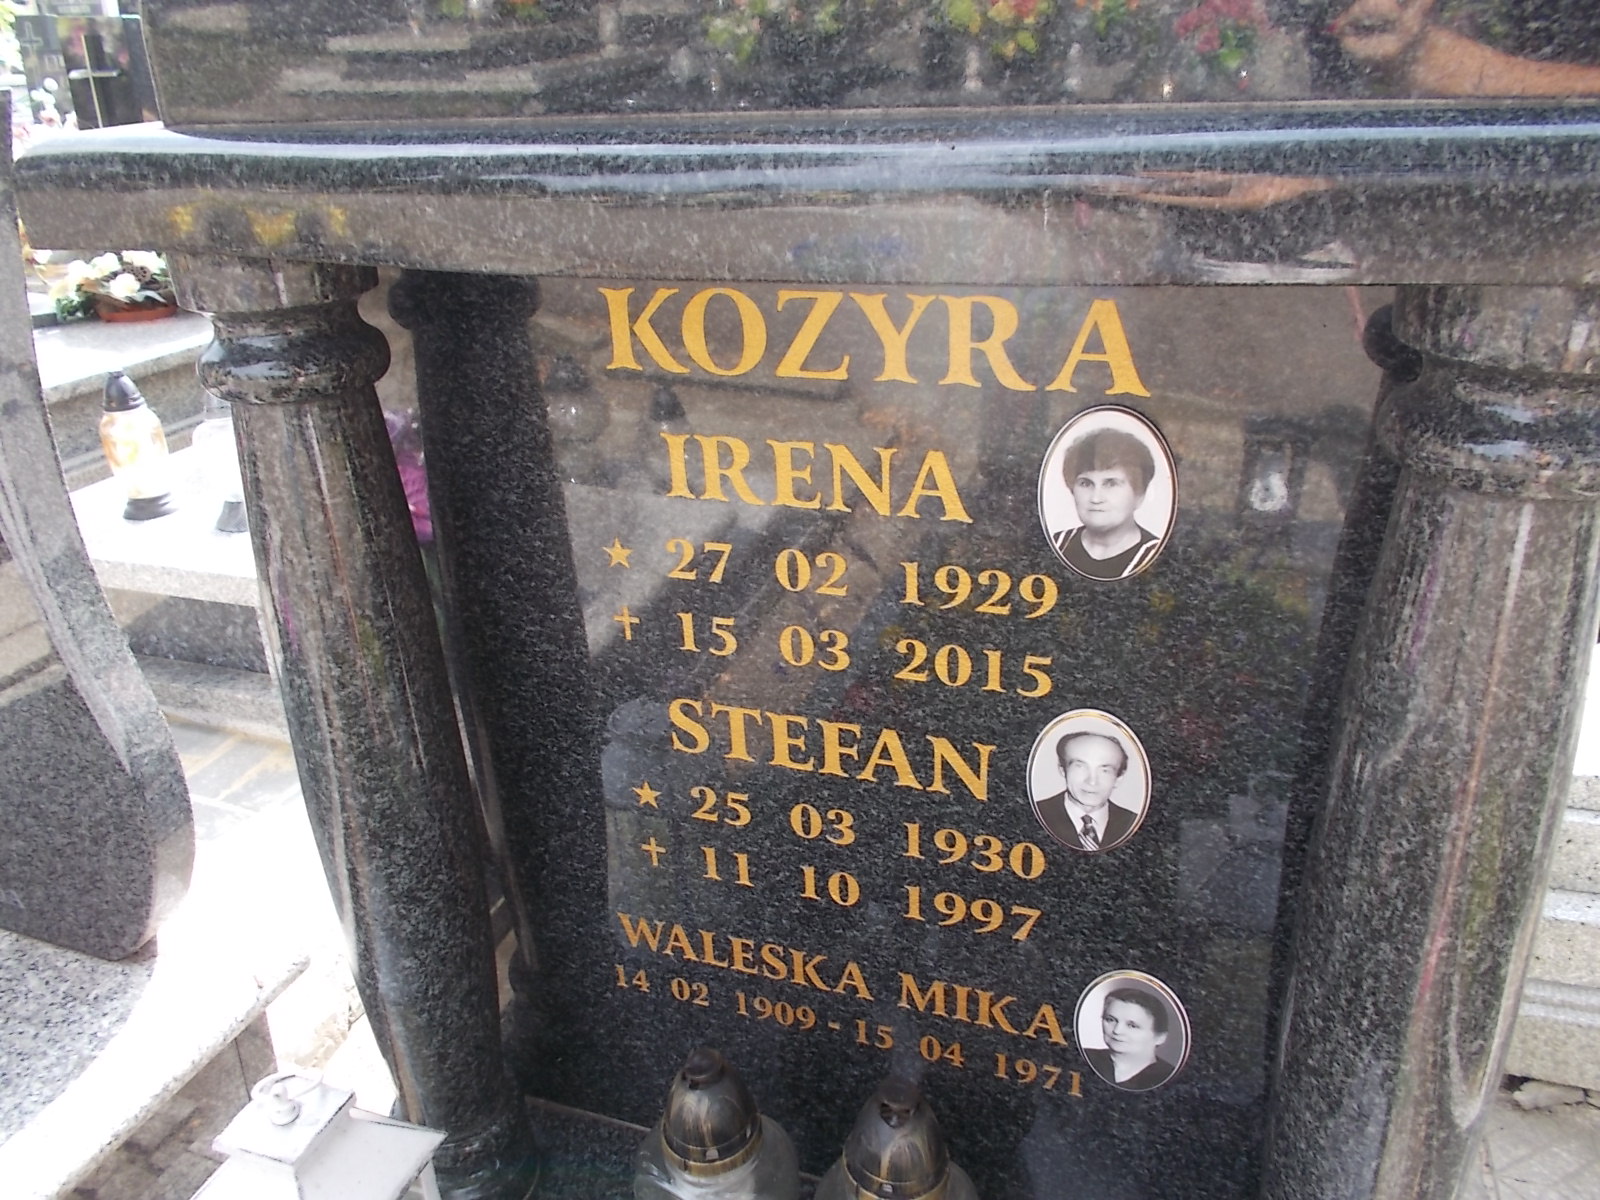 KOZYRA
IRENA
★ 27 02 1929
✝ 15 03 2015
STEFAN
★ 25 03 1930
✝ 11 10 1997
WALESKA MIKA
14 02 1909 - 15 04 1971